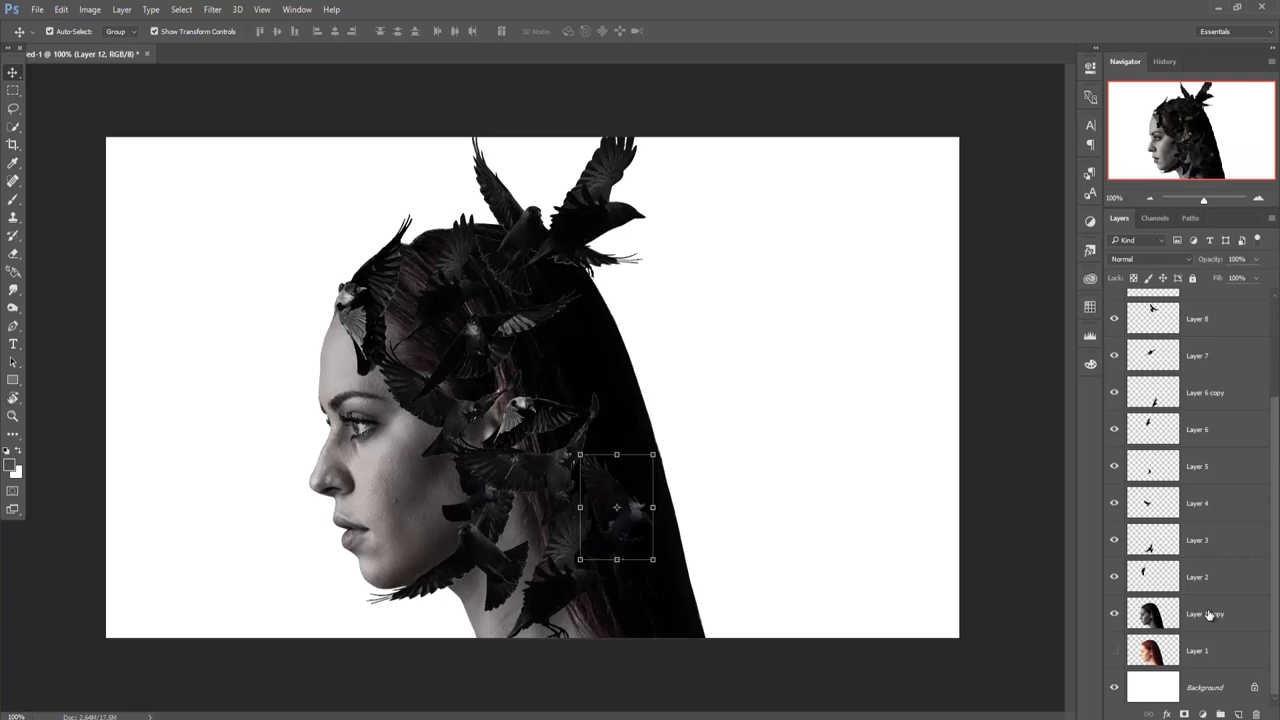 Ps File Edit Image Layer Type Select Filter 3D View Window Help
Auto-Select: Group Show Transform Controls 3D Mode: Essentials
ed-1 @ 100% (Layer 12, RGB/8) * ×
Navigator History
100%
Layers Channels Paths
Kind
Normal Opacity: 100%
Lock: Fill: 100%
Layer 8
Layer 7
Layer 6 copy
Layer 6
Layer 5
Layer 4
Layer 3
Layer 2
Layer 1 copy
Layer 1
Background
100% Doc: 2.64M/17.5M